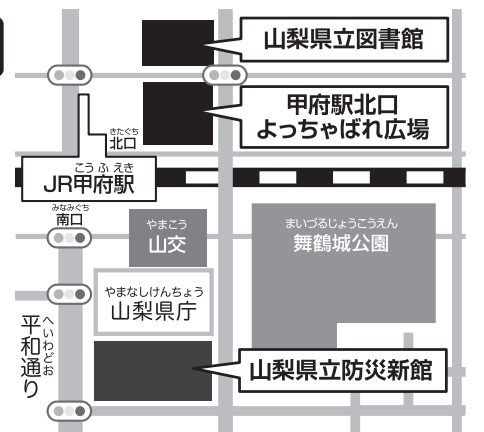 山梨県立図書館
甲府駅北口
よっちゃばれ広場
きたぐち
北口
こうふえき
JR甲府駅
みなみぐち
南口
やまこう
山交
まいづるじょうこうえん
舞鶴城公園
やまなしけんちょう
山梨県庁
へいわどお
平和通り
山梨県立防災新館